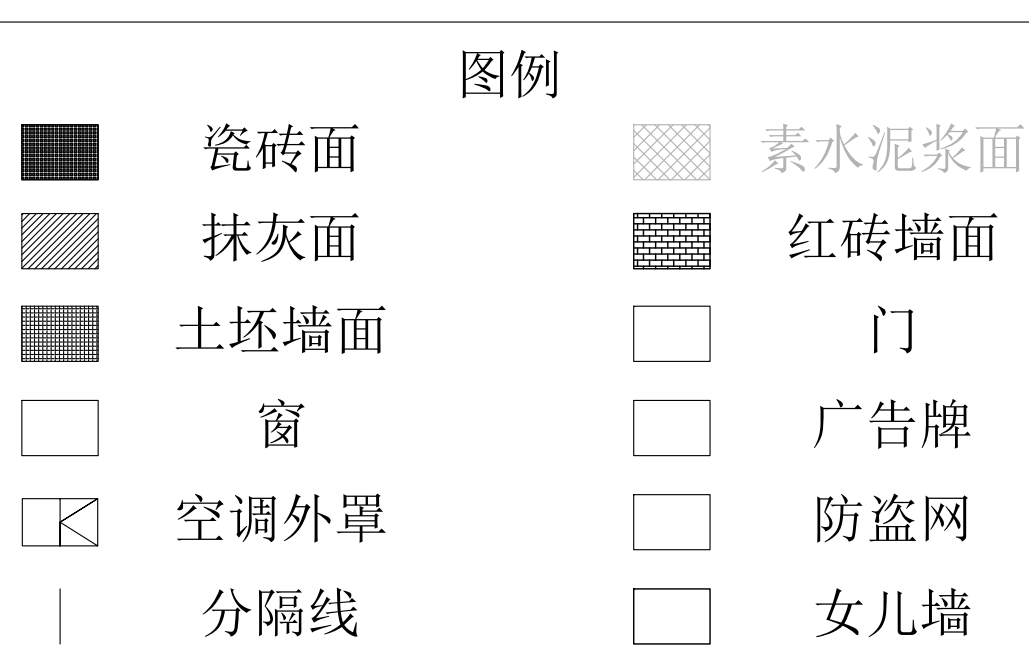 图例
瓷砖面 素水泥浆面
抹灰面 红砖墙面
土坯墙面 门
窗 广告牌
空调外罩 防盗网
分隔线 女儿墙